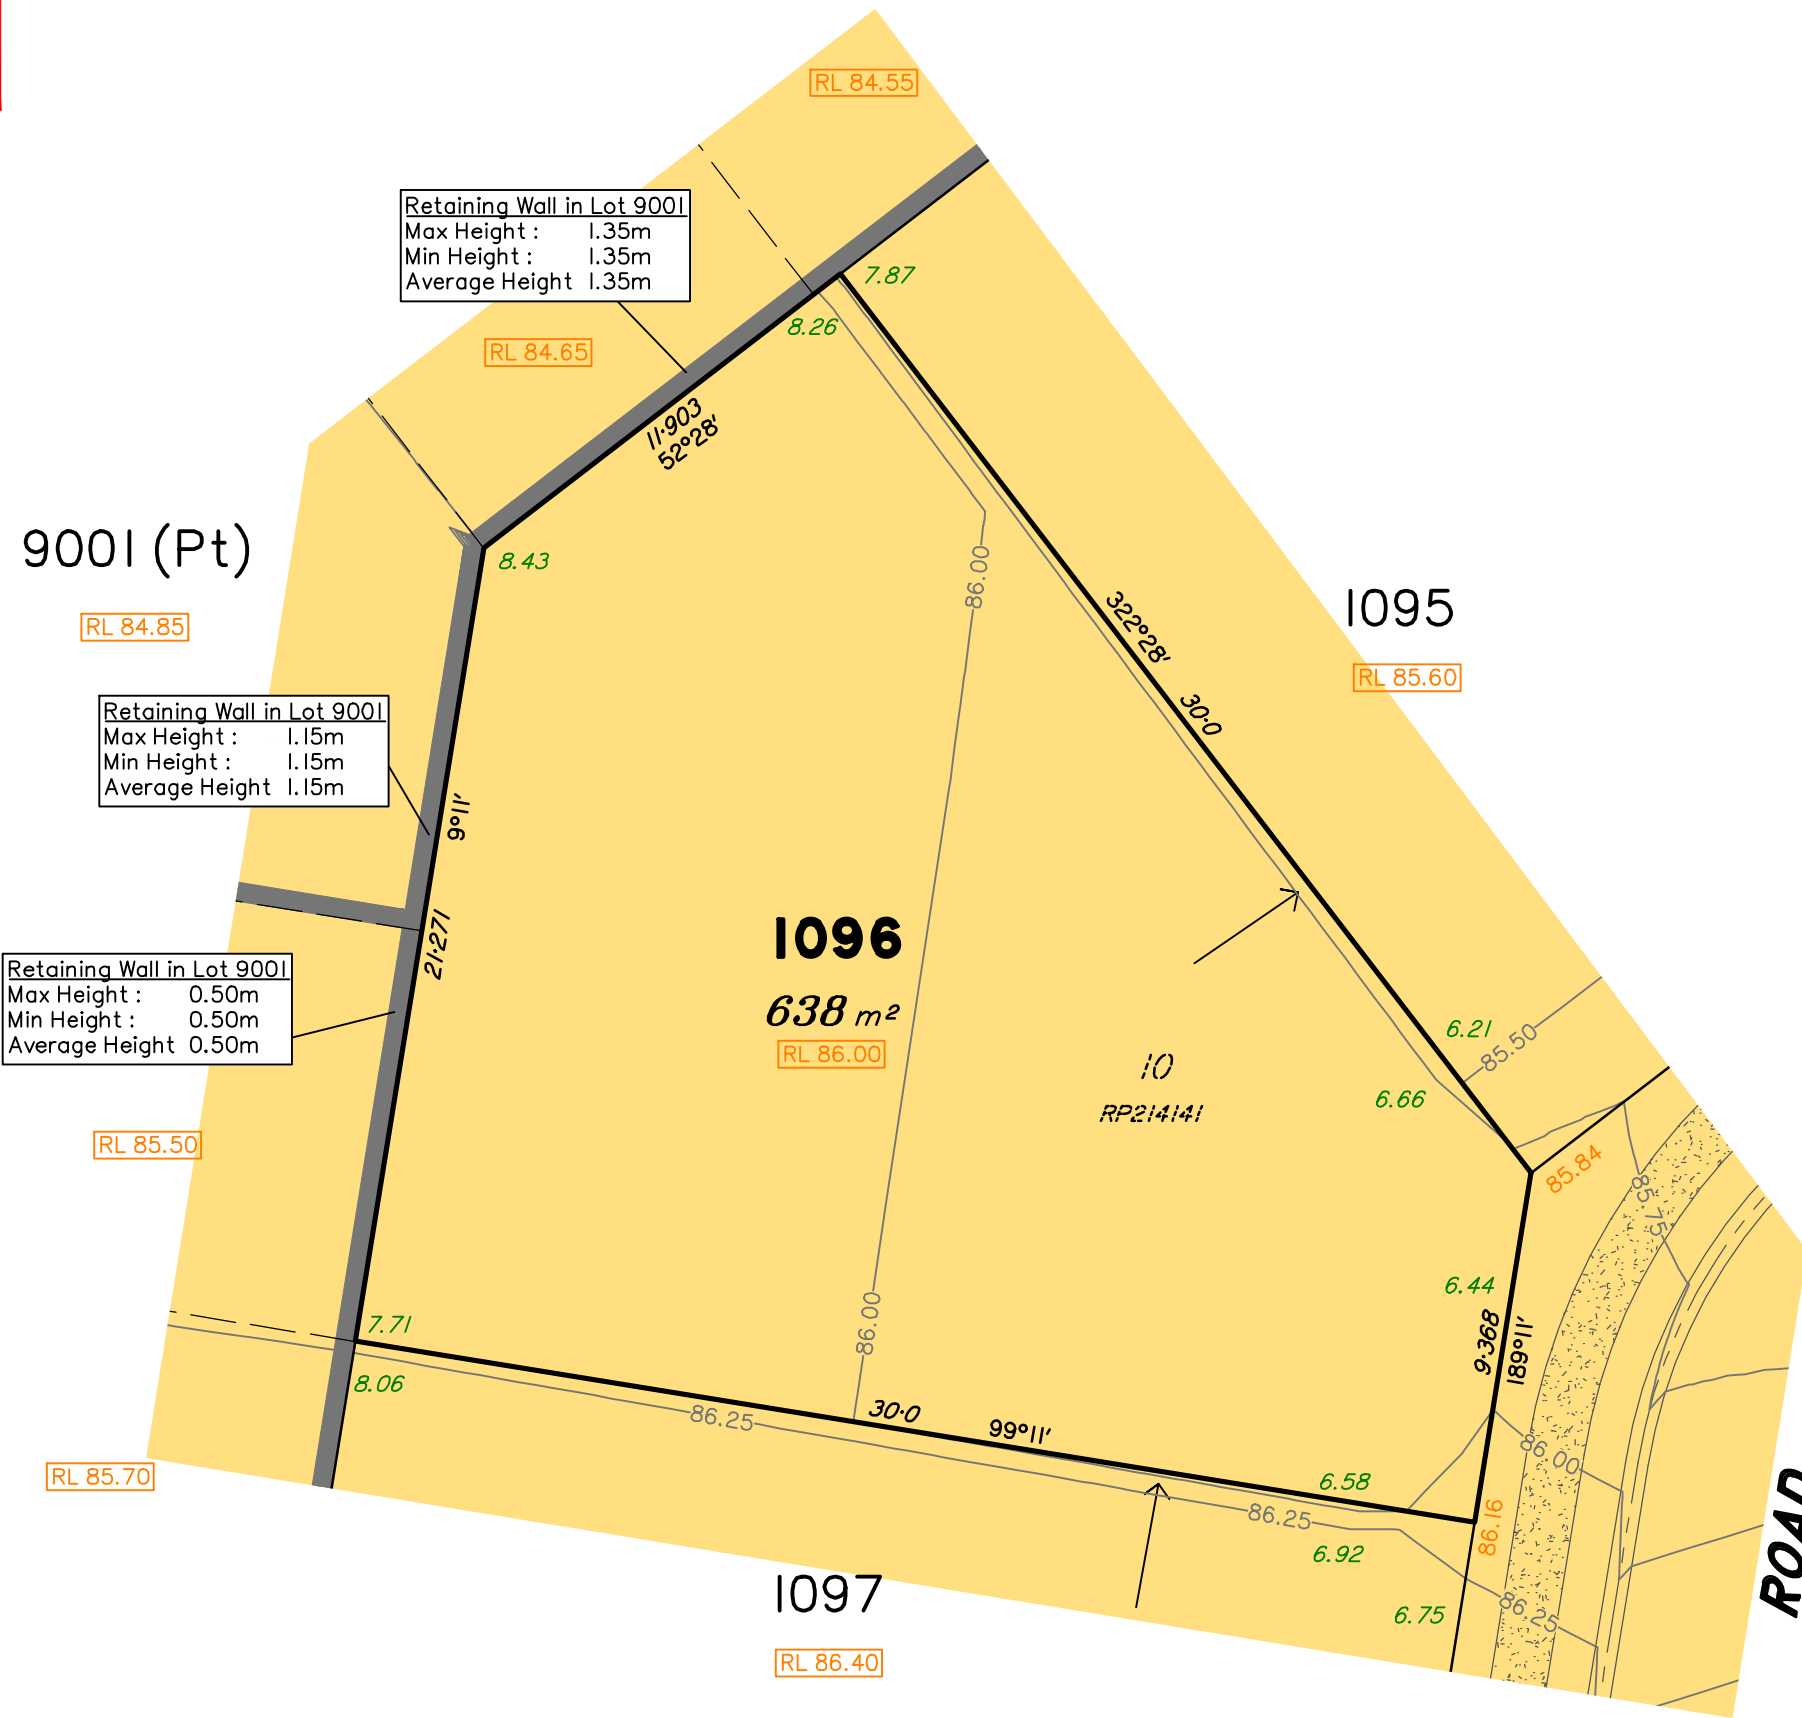 RL 84.55
Retaining Wall in Lot 9001
Max Height : 1.35m
Min Height : 1.35m
Average Height 1.35m
7.87
8.26
RL 84.65
11·903
52°28'
9001 (Pt)
8.43
86.00
RL 84.85
322°28'
1095
RL 85.60
30·0
Retaining Wall in Lot 9001
Max Height : 1.15m
Min Height : 1.15m
Average Height 1.15m
9°11'
21·271
1096
638 m²
RL 86.00
Retaining Wall in Lot 9001
Max Height : 0.50m
Min Height : 0.50m
Average Height 0.50m
10
RP214141
6.21
85.50
6.66
RL 85.50
85.84
85.75
6.44
9·368
189°11'
7.71
86.00
8.06
86.25
30·0
99°11'
86.00
RL 85.70
6.58
86.25
86.16
6.92
ROAD
1097
86.25
6.75
RL 86.40